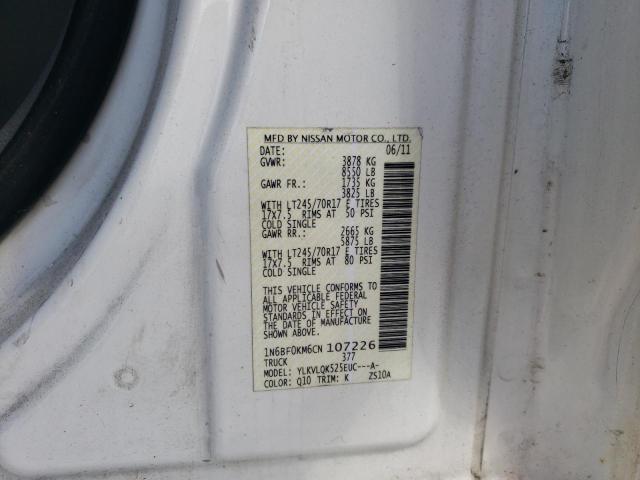 MFD BY NISSAN MOTOR CO., LTD.
DATE: 06/11
GVWR: 3878 KG
8550 LB
GAWR FR.: 1735 KG
3825 LB
WITH LT245/70R17 E TIRES
17X7.5 RIMS AT 50 PSI
COLD SINGLE
GAWR RR.: 2665 KG
5875 LB
WITH LT245/70R17 E TIRES
17X7.5 RIMS AT 80 PSI
COLD SINGLE
THIS VEHICLE CONFORMS TO
ALL APPLICABLE FEDERAL
MOTOR VEHICLE SAFETY
STANDARDS IN EFFECT ON
THE DATE OF MANUFACTURE
SHOWN ABOVE.
1N6BF0KM6CN 107226
TRUCK 377
MODEL: YLKVLQK525EUC---A-
COLOR: Q10 TRIM: K ZS10A